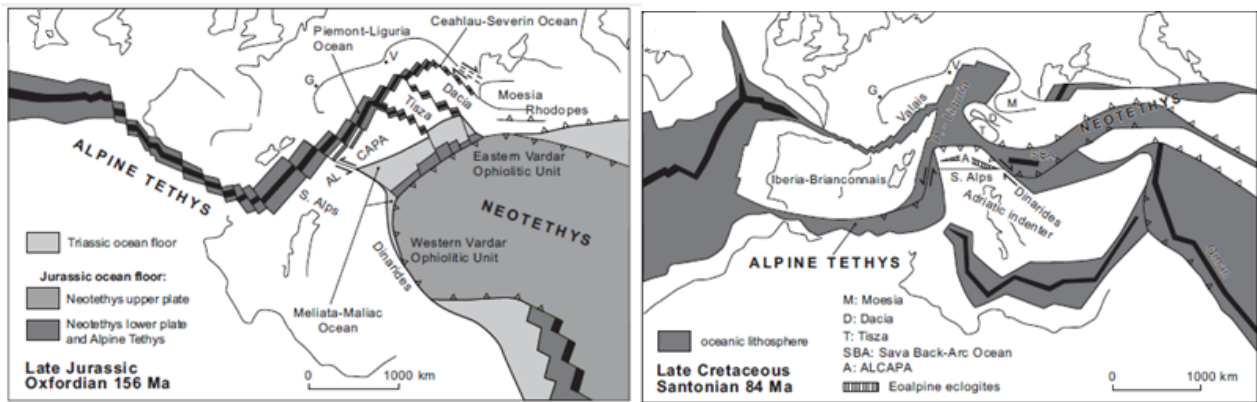 Ceahlau-Severin Ocean
Piemont-Liguria
Ocean
G
V
Dacia
Tisza
Moesia
Rhodopes
CAPA
AL
S. Alps
ALPINE TETHYS
Eastern Vardar
Ophiolitic Unit
NEOTETHYS
Western Vardar
Ophiolitic Unit
Dinarides
Meliata-Maliac
Ocean
Triassic ocean floor
Jurassic ocean floor:
Neotethys upper plate
Neotethys lower plate
and Alpine Tethys
Late Jurassic
Oxfordian 156 Ma
0 1000 km
V
G
Valais
M
D
T
NEOTETHYS
SBA
A
S. Alps
Iberia-Brianconnais
Dinarides
Adriatic indenter
ALPINE TETHYS
Oman
M: Moesia
D: Dacia
T: Tisza
SBA: Sava Back-Arc Ocean
A: ALCAPA
Eoalpine eclogites
oceanic lithosphere
Late Cretaceous
Santonian 84 Ma
0 1000 km